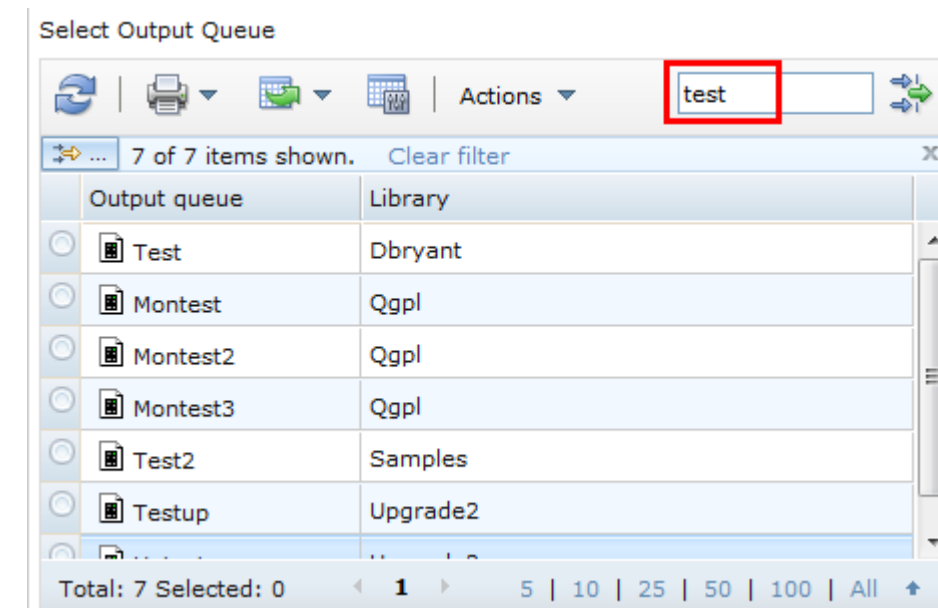 Select Output Queue
Actions
test
... 7 of 7 items shown. Clear filter x
Output queue Library
Test Dbryant
Montest Qgpl
Montest2 Qgpl
Montest3 Qgpl
Test2 Samples
Testup Upgrade2
Total: 7 Selected: 0 1 5 | 10 | 25 | 50 | 100 | All